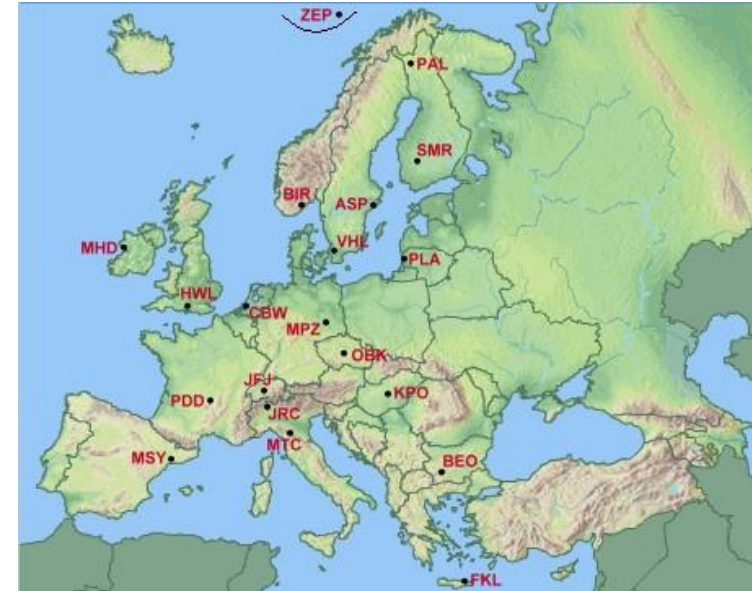 ZEP
PAL
SMR
BIR
ASP
MHD
VHL
PLA
HWL
CBW
MPZ
OBK
JFJ
KPO
PDD
JRC
MTC
MSY
BEO
FKL